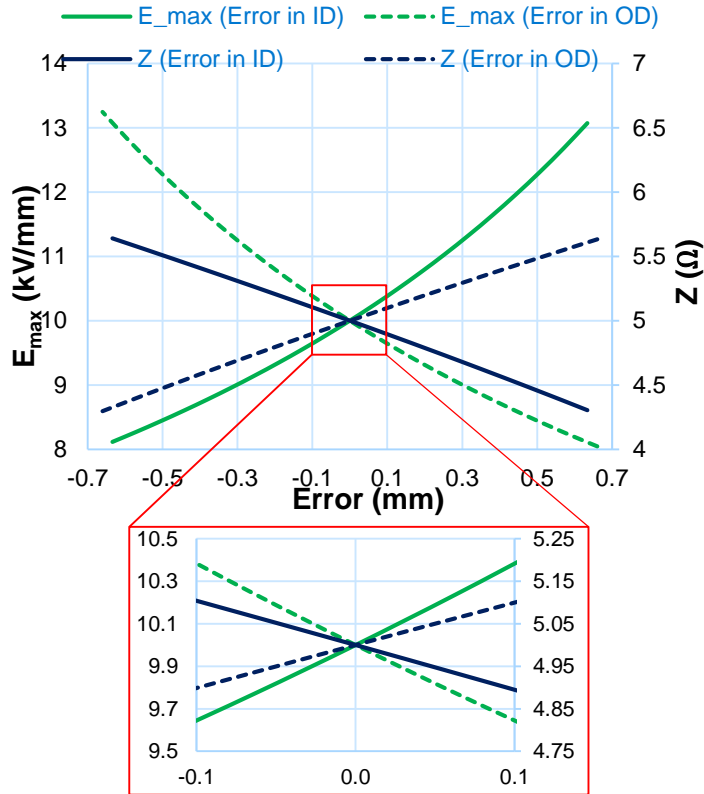 E_max (Error in ID) E_max (Error in OD)
Z (Error in ID) Z (Error in OD)
14 7
13 6.5
12 6
11 5.5
10 5
9 4.5
8 4
E_max (kV/mm)
Z (Ω)
-0.7 -0.5 -0.3 -0.1 0.1 0.3 0.5 0.7
Error (mm)
10.5 5.25
10.3 5.15
10.1 5.05
9.9 4.95
9.7 4.85
9.5 4.75
-0.1 0.0 0.1